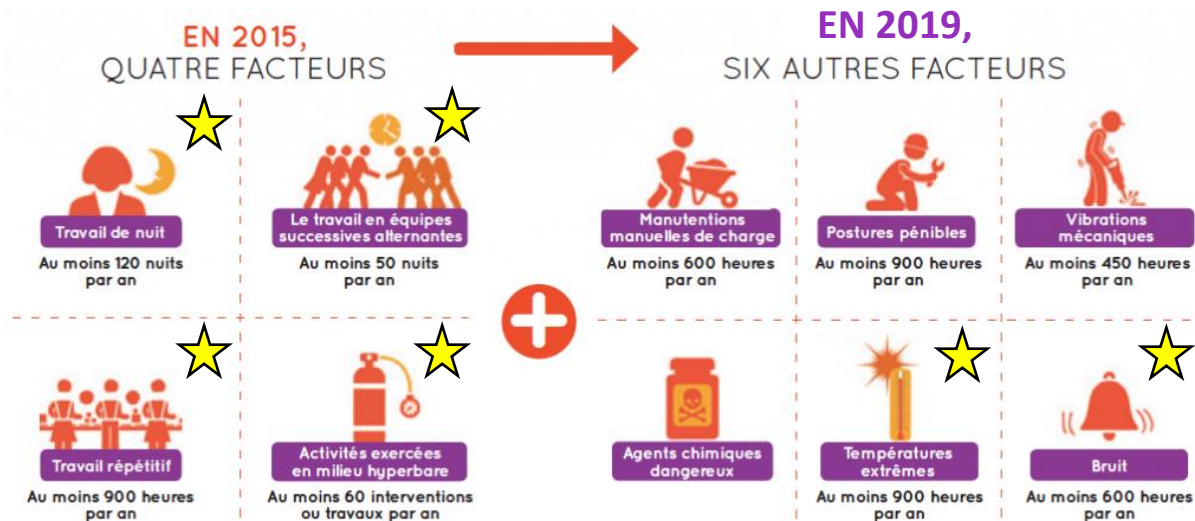 EN 2015,
QUATRE FACTEURS
EN 2019,
SIX AUTRES FACTEURS
Travail de nuit
Au moins 120 nuits
par an
Le travail en équipes
successives alternantes
Au moins 50 nuits
par an
Manutentions
manuelles de charge
Au moins 600 heures
par an
Postures pénibles
Au moins 900 heures
par an
Vibrations
mécaniques
Au moins 450 heures
par an
Travail répétitif
Au moins 900 heures
par an
Activités exercées
en milieu hyperbare
Au moins 60 interventions
ou travaux par an
Agents chimiques
dangereux
Températures
extrêmes
Au moins 900 heures
par an
Bruit
Au moins 600 heures
par an